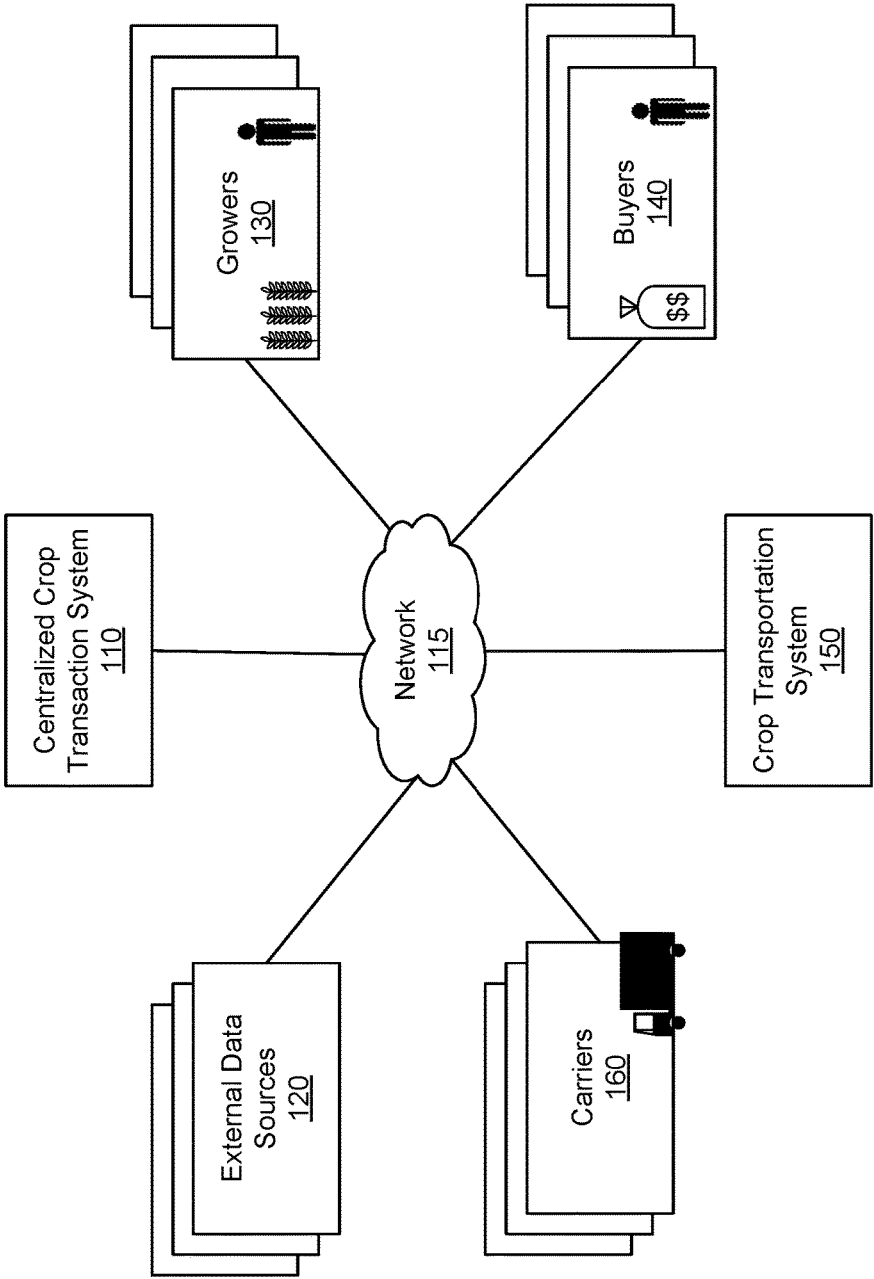 Centralized Crop
Transaction System
110
External Data
Sources
120
Growers
130
Network
115
Carriers
160
Buyers
140
$$
Crop Transportation
System
150